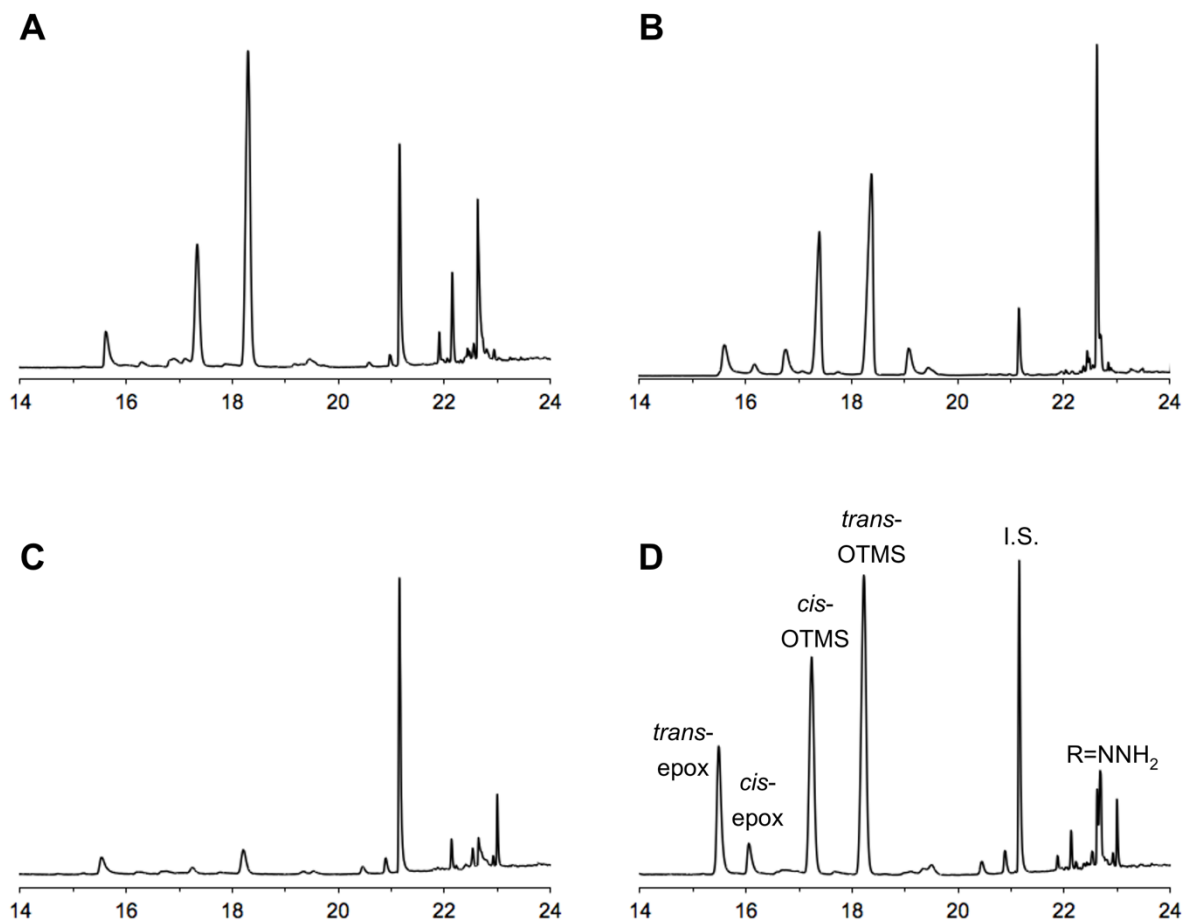 A
B
14 16 18 20 22 24
14 16 18 20 22 24
C
D
trans-
OTMS
I.S.
cis-
OTMS
trans-
epox
cis-
epox
R=NNH₂
14 16 18 20 22 24
14 16 18 20 22 24